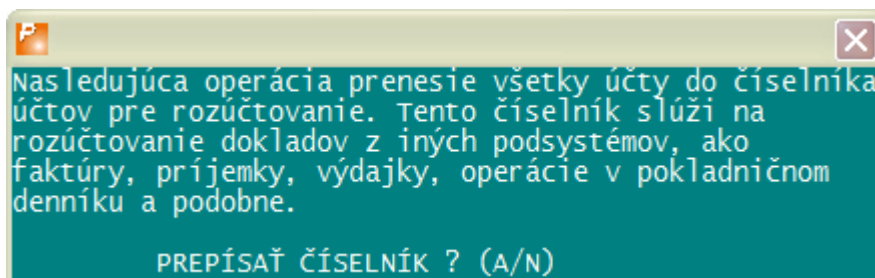 Nasledujúca operácia prenesie všetky účty do číselníka
účtov pre rozúčtovanie. Tento číselník slúži na
rozúčtovanie dokladov z iných podsystémov, ako
faktúry, príjemky, výdajky, operácie v pokladničnom
denníku a podobne.
PREPÍSAŤ ČÍSELNÍK ? (A/N)